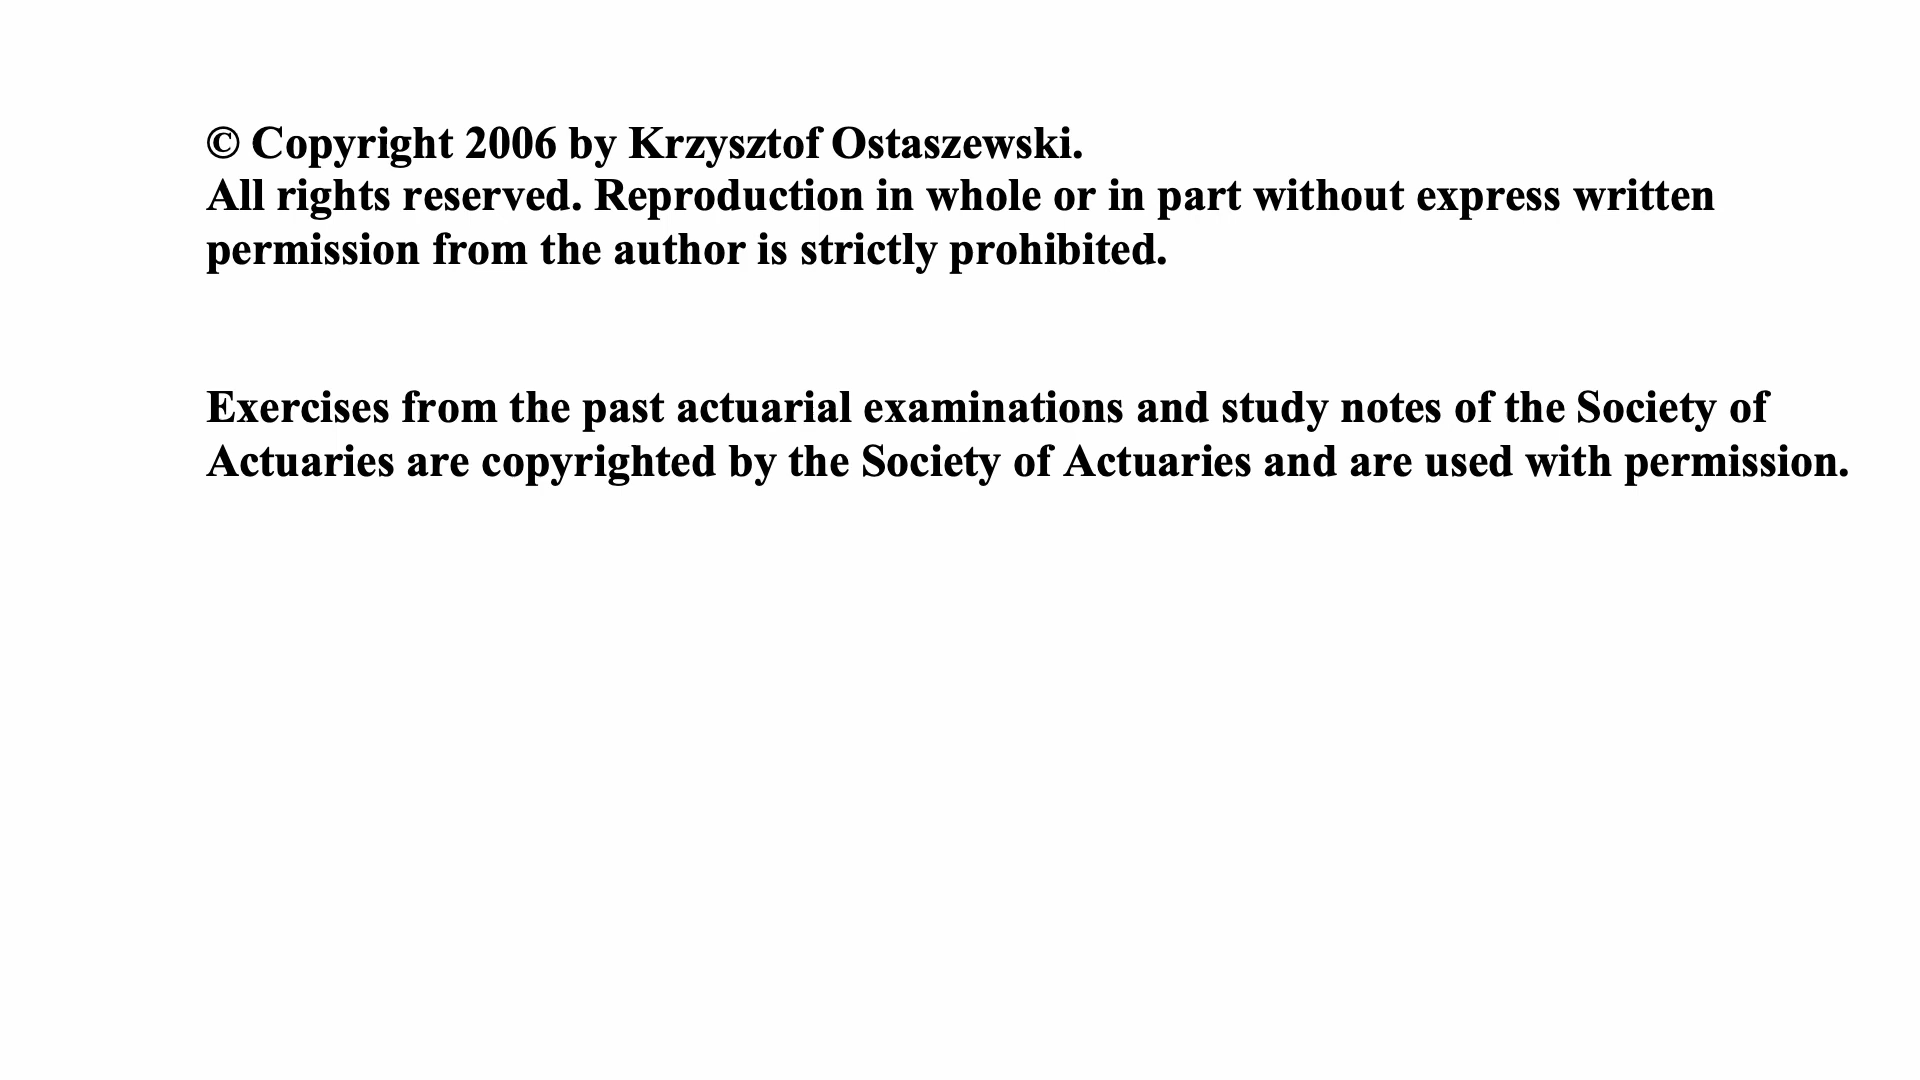 © Copyright 2006 by Krzysztof Ostaszewski.
All rights reserved. Reproduction in whole or in part without express written
permission from the author is strictly prohibited.
Exercises from the past actuarial examinations and study notes of the Society of
Actuaries are copyrighted by the Society of Actuaries and are used with permission.